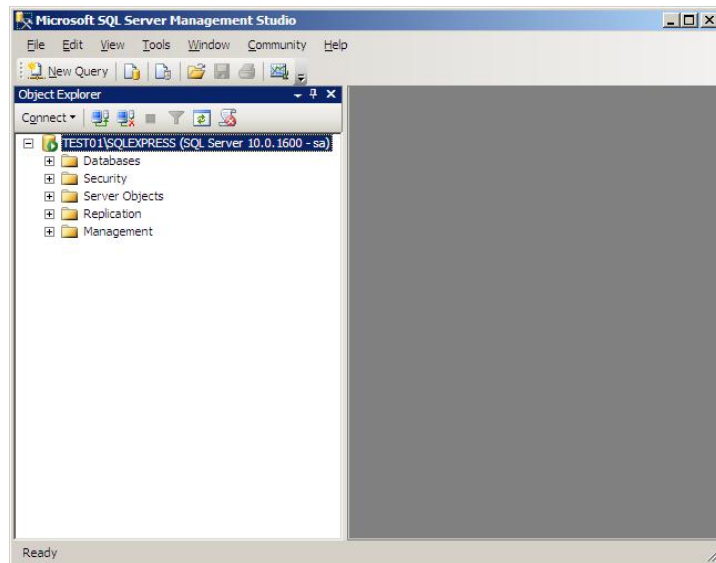 Microsoft SQL Server Management Studio
File Edit View Tools Window Community Help
New Query
Object Explorer
Connect
TEST01\SQLEXPRESS (SQL Server 10.0.1600 - sa)
Databases
Security
Server Objects
Replication
Management
Ready